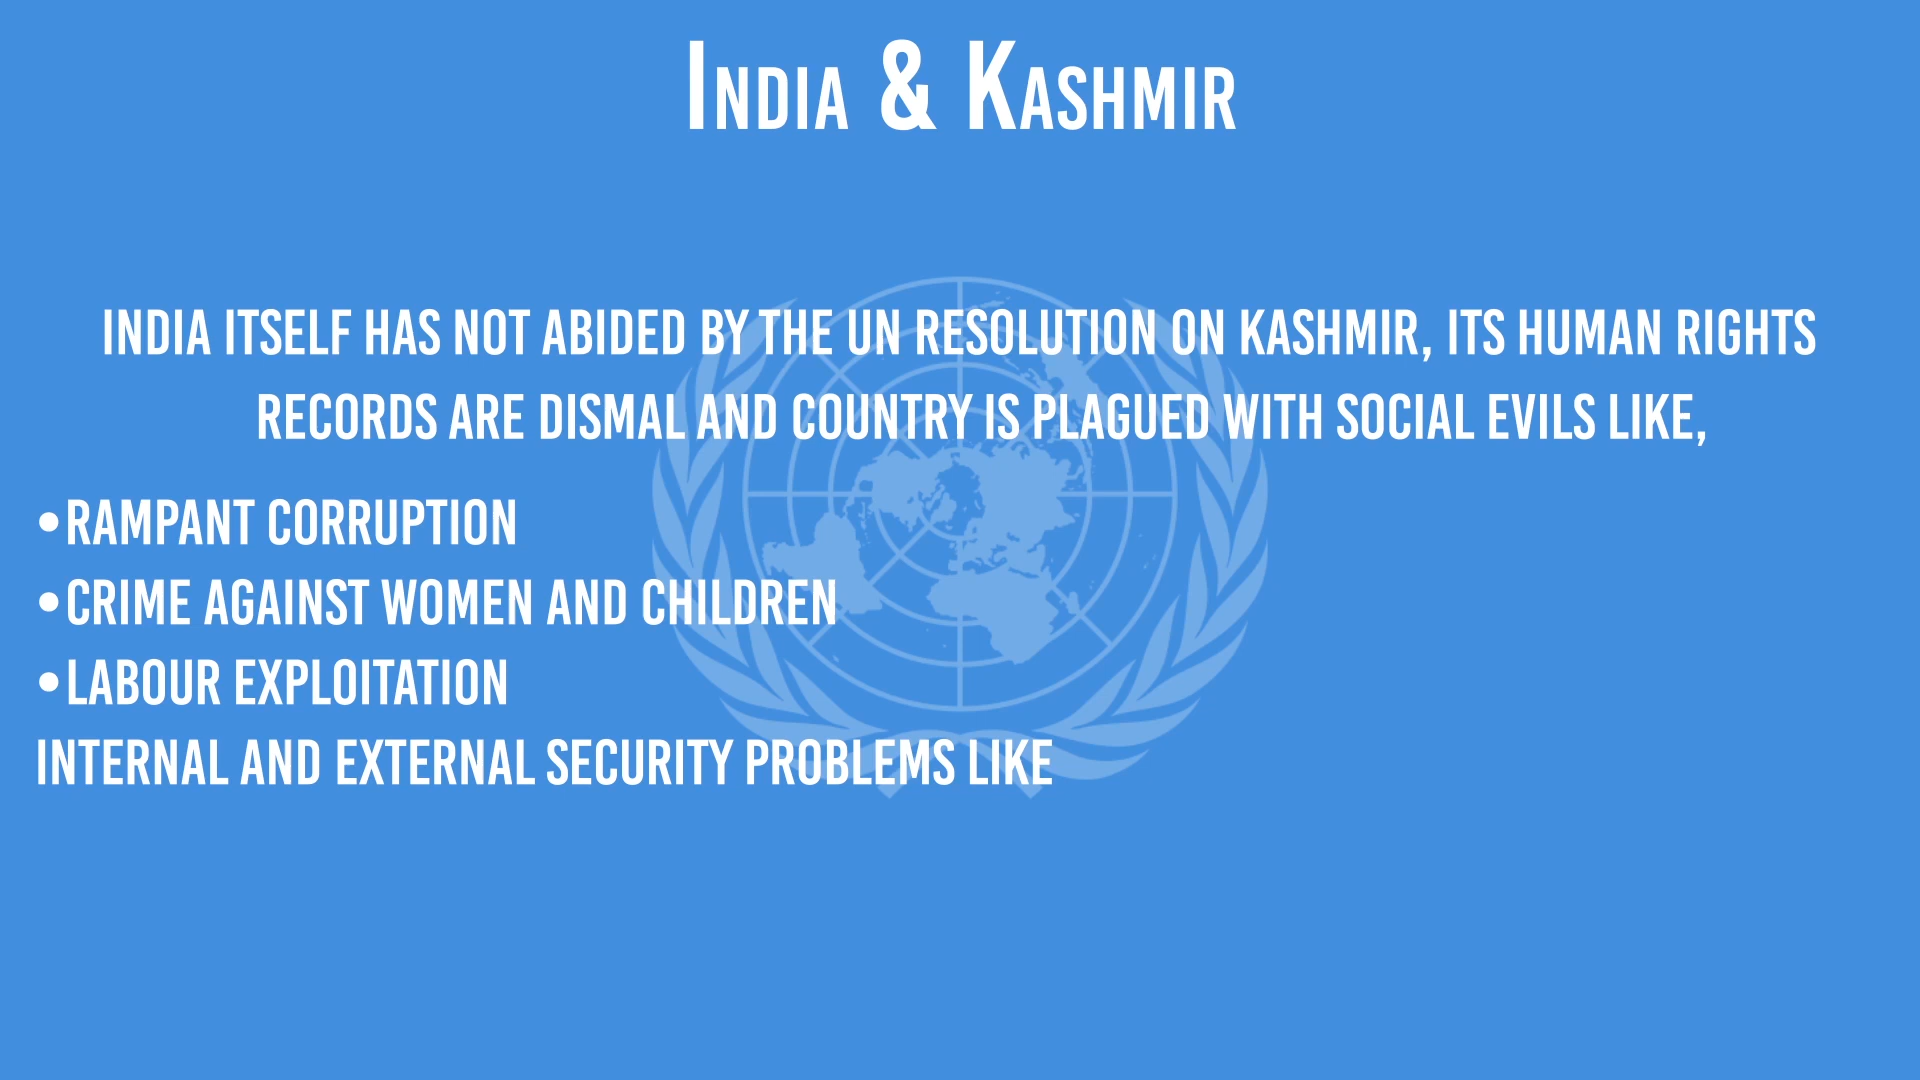 India & Kashmir
INDIA ITSELF HAS NOT ABIDED BY THE UN RESOLUTION ON KASHMIR, ITS HUMAN RIGHTS
RECORDS ARE DISMAL AND COUNTRY IS PLAGUED WITH SOCIAL EVILS LIKE,
•RAMPANT CORRUPTION
•CRIME AGAINST WOMEN AND CHILDREN
•LABOUR EXPLOITATION
INTERNAL AND EXTERNAL SECURITY PROBLEMS LIKE